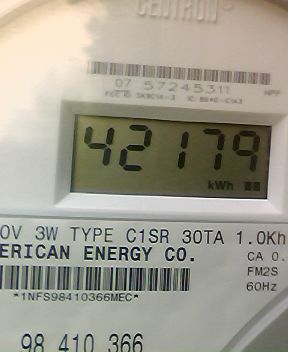 CENTRON®
07 57245311
42179
kWh
0V 3W TYPE C1SR 30TA 1.0Kh
ERICAN ENERGY CO.
CA 0.
FM2S
60Hz
*1NFS98410366MEC*
98 410 366